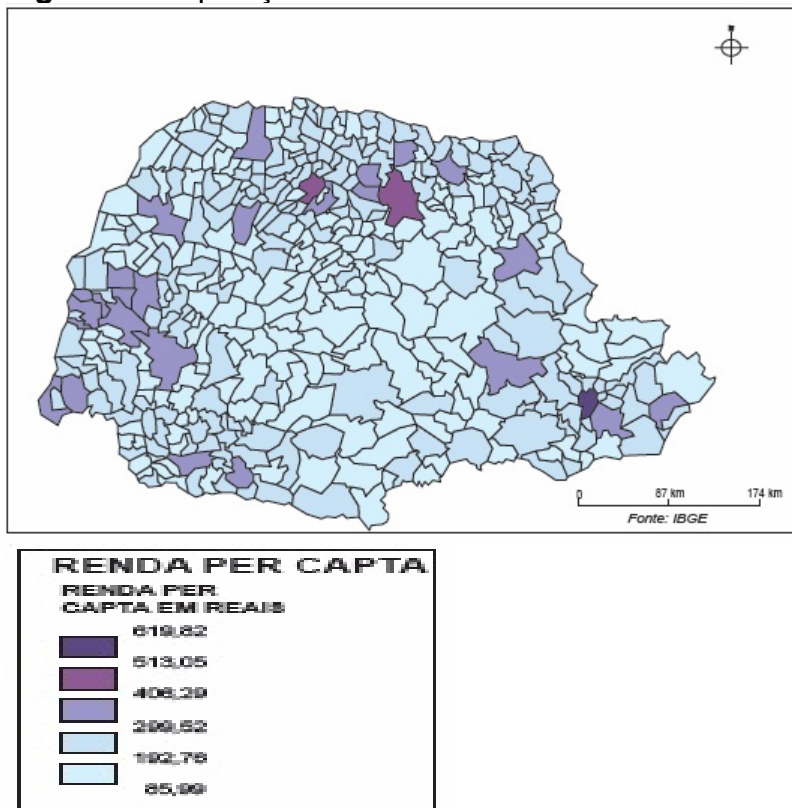 0 87 km 174 km
Fonte: IBGE
RENDA PER CAPTA
RENDA PER
CAPTA EM REAIS
619,82
513,05
406,29
299,52
192,76
85,99